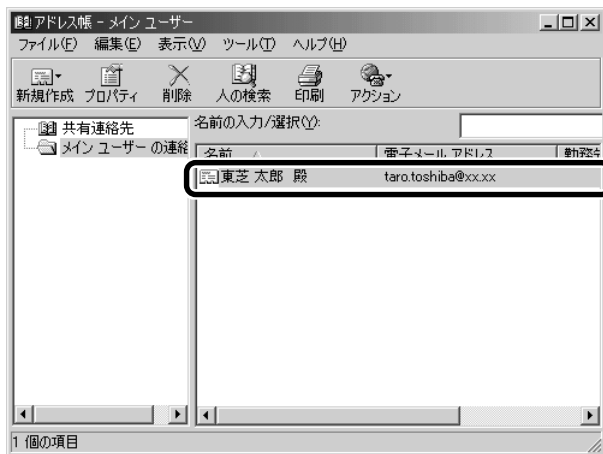 アドレス帳 - メイン ユーザー
ファイル(F) 編集(E) 表示(V) ツール(T) ヘルプ(H)
新規作成 プロパティ 削除 人の検索 印刷 アクション
共有連絡先
メイン ユーザー の連絡
名前の入力/選択(Y):
名前 電子メール アドレス
東芝 太郎 殿 taro.toshiba@xx.xx
1 個の項目